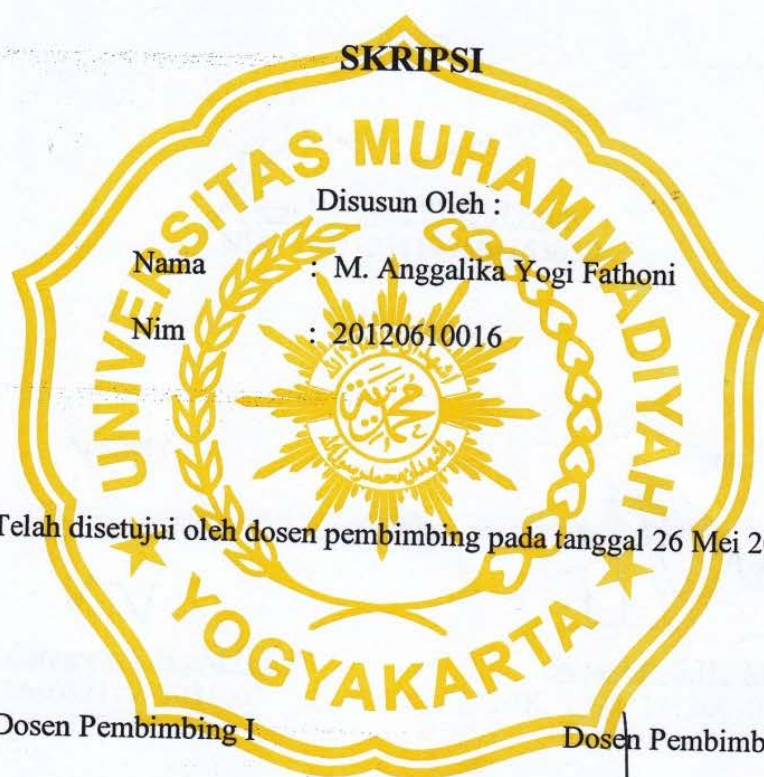 SKRIPSI
UNIVERSITAS MUHAMMADIYAH
Disusun Oleh :
Nama : M. Anggalika Yogi Fathoni
Nim : 20120610016
Telah disetujui oleh dosen pembimbing pada tanggal 26 Mei
YOGYAKARTA
Dosen Pembimbing I Dosen